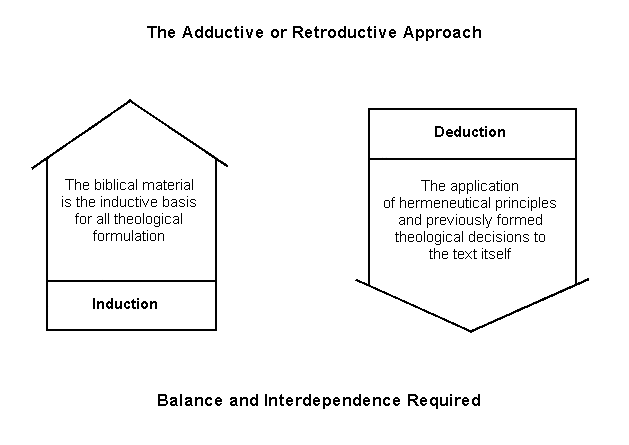 The Adductive or Retroductive Approach
The biblical material
is the inductive basis
for all theological
formulation
Induction
Deduction
The application
of hermeneutical principles
and previously formed
theological decisions to
the text itself
Balance and Interdependence Required